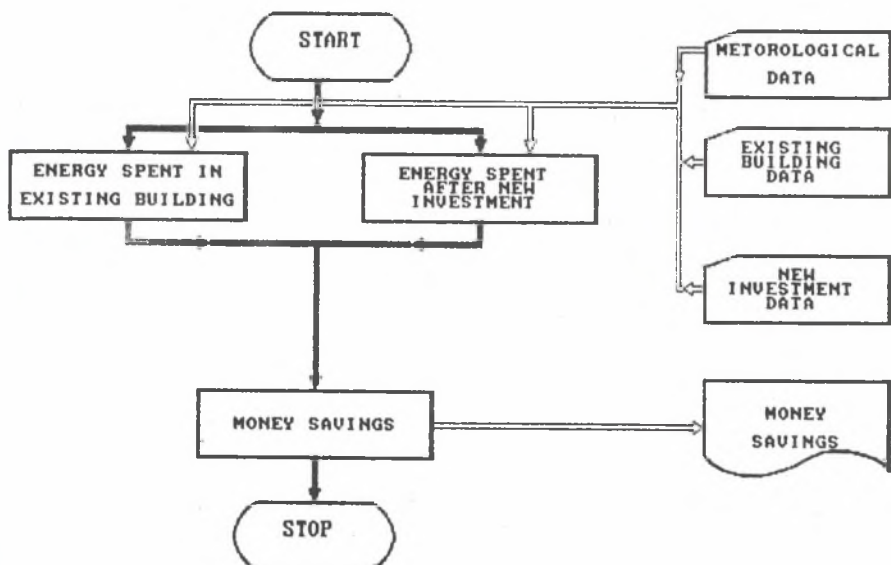 START
METOROLOGICAL
DATA
ENERGY SPENT IN
EXISTING BUILDING
ENERGY SPENT
AFTER NEW
INVESTMENT
EXISTING
BUILDING
DATA
NEW
INVESTMENT
DATA
MONEY SAVINGS
MONEY
SAVINGS
STOP